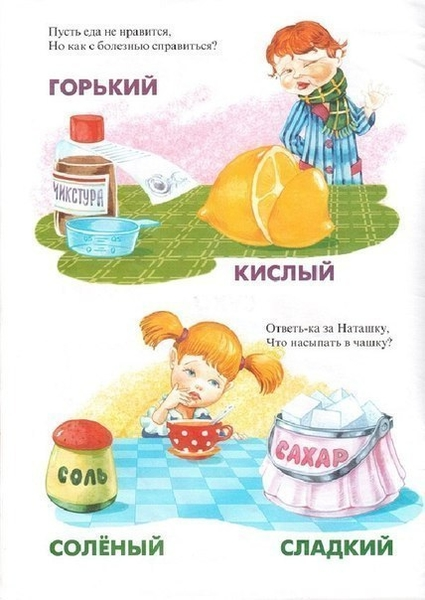 Пусть еда не нравится,
Но как с болезнью справиться?
ГОРЬКИЙ
МИКСТУРА
КИСЛЫЙ
Ответь-ка за Наташку,
Что насыпать в чашку?
САХАР
СОЛЬ
СОЛЁНЫЙ
СЛАДКИЙ